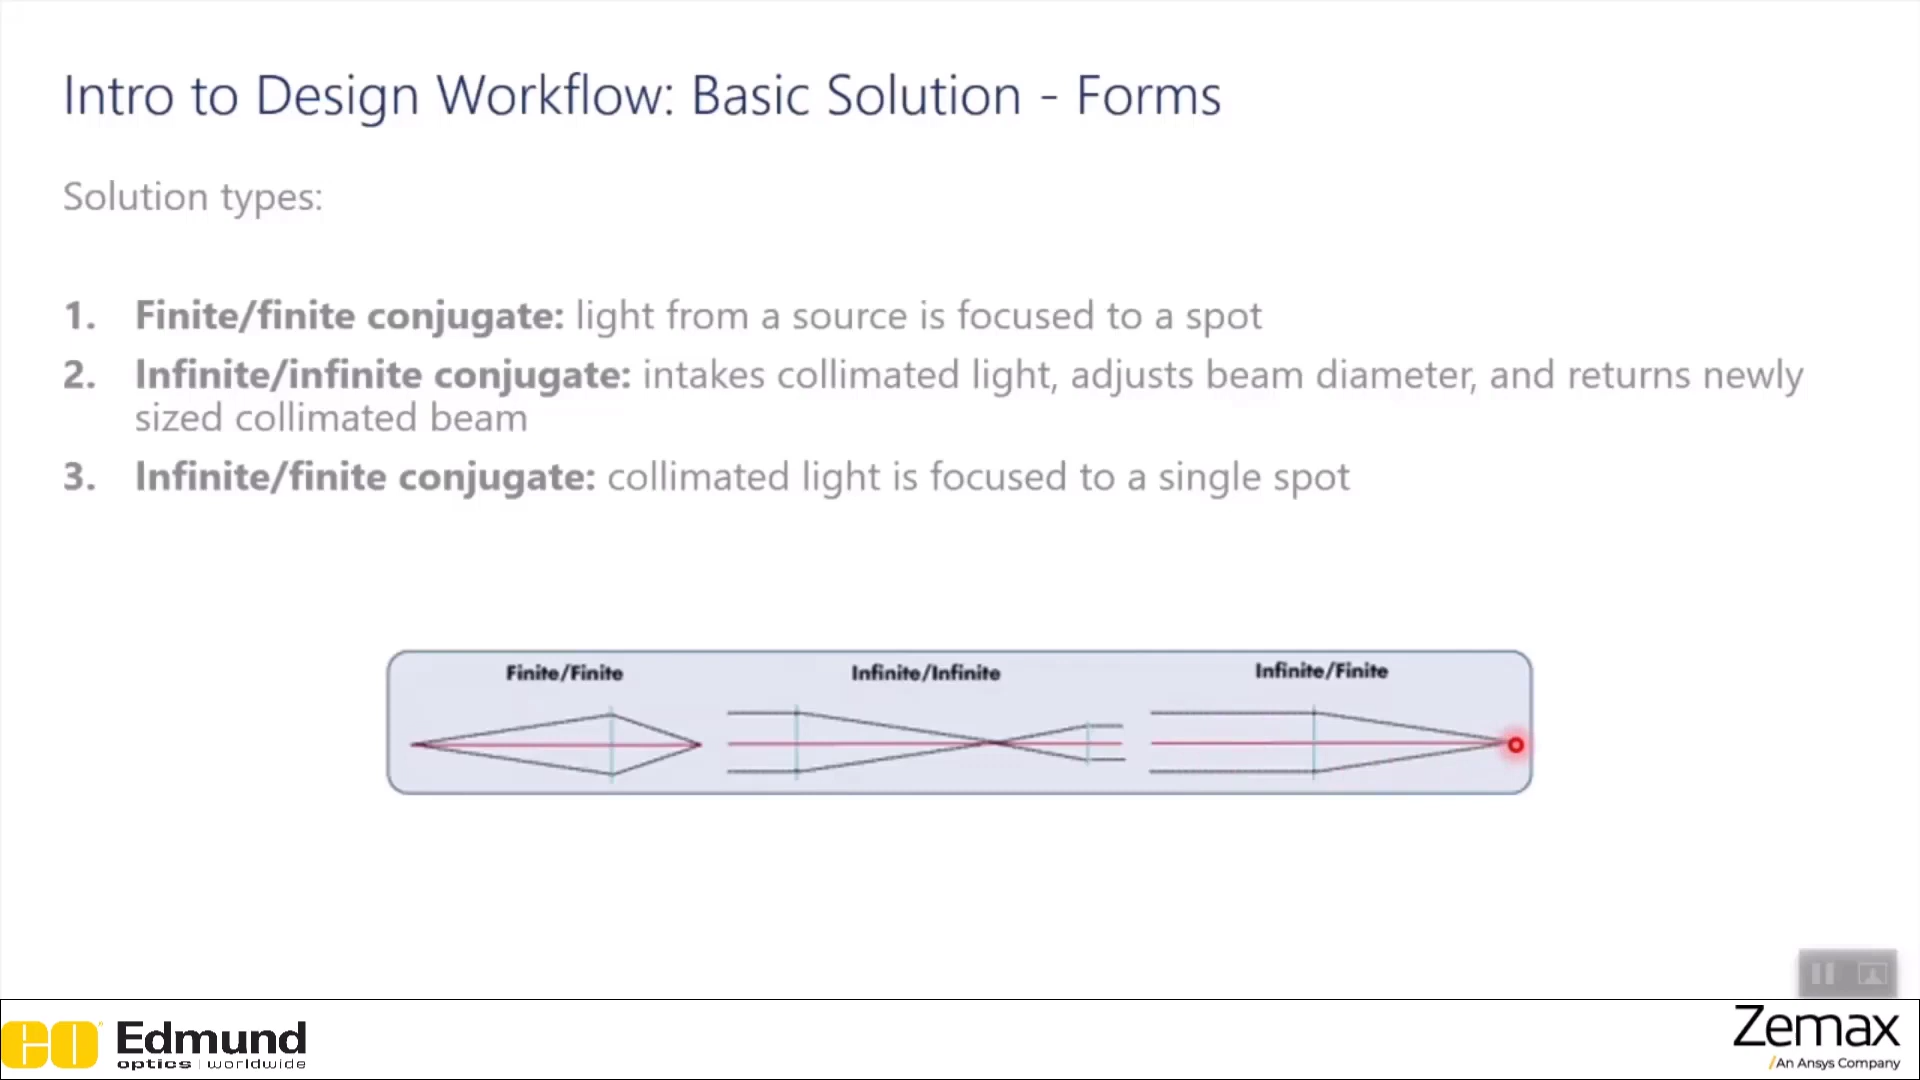 Intro to Design Workflow: Basic Solution - Forms
Solution types:
1. Finite/finite conjugate: light from a source is focused to a spot
2. Infinite/infinite conjugate: intakes collimated light, adjusts beam diameter, and returns newly
sized collimated beam
3. Infinite/finite conjugate: collimated light is focused to a single spot
Finite/Finite
Infinite/Infinite
Infinite/Finite
EO Edmund
optics | worldwide
Zemax
/An Ansys Company